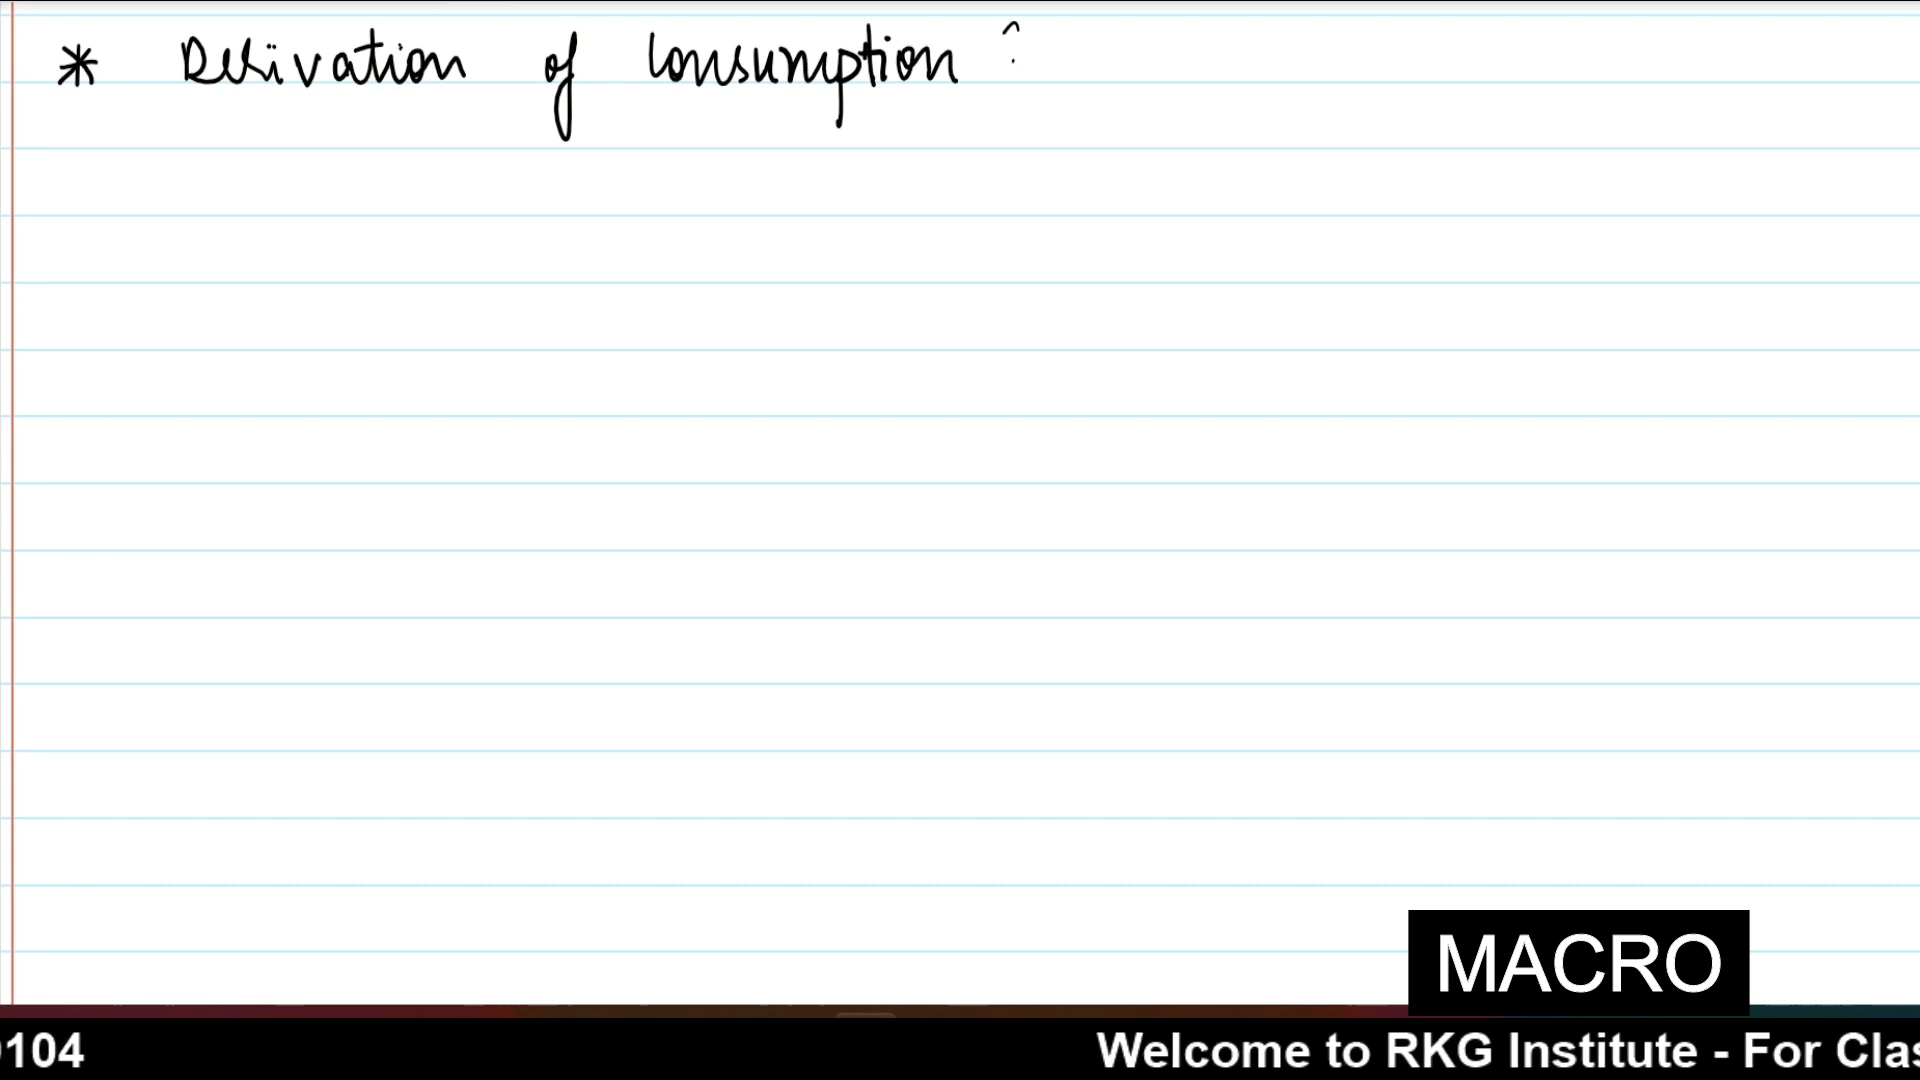 * Derivation of Consumption :
MACRO
104
Welcome to RKG Institute - For Clas